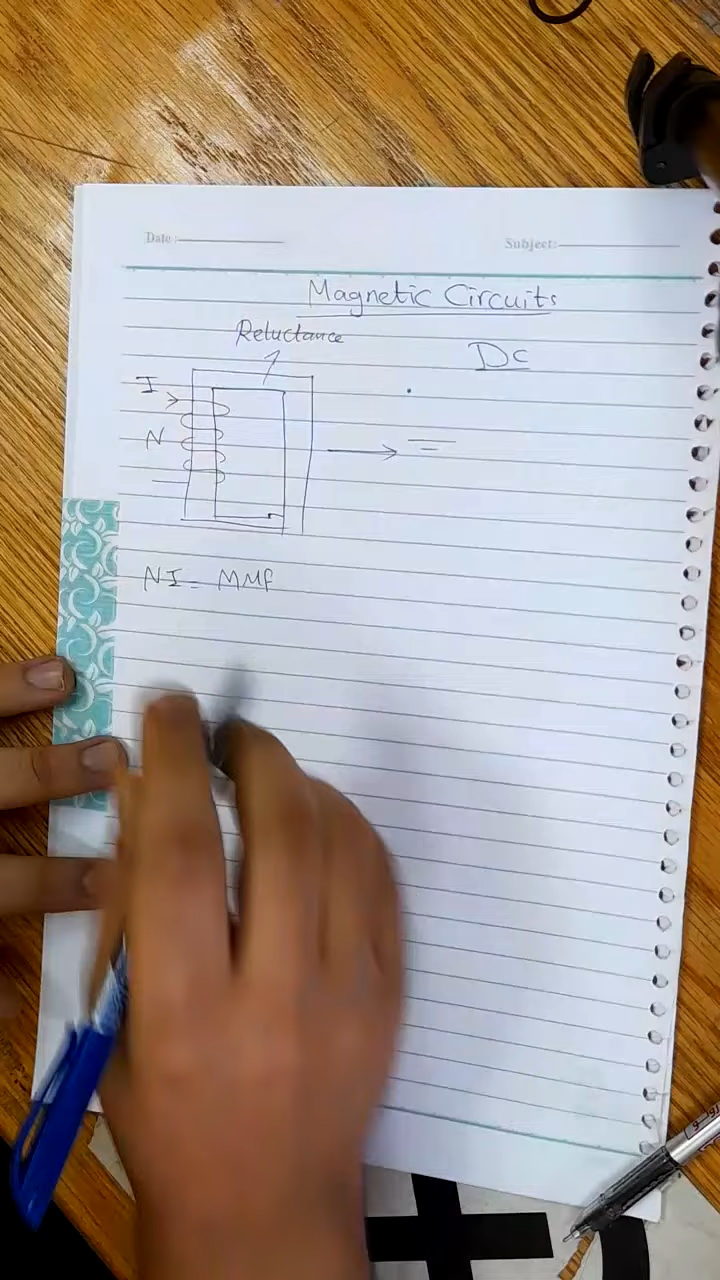 Date :
Subject:
Magnetic Circuits
Reluctance
DC
I
N
NI = MMF